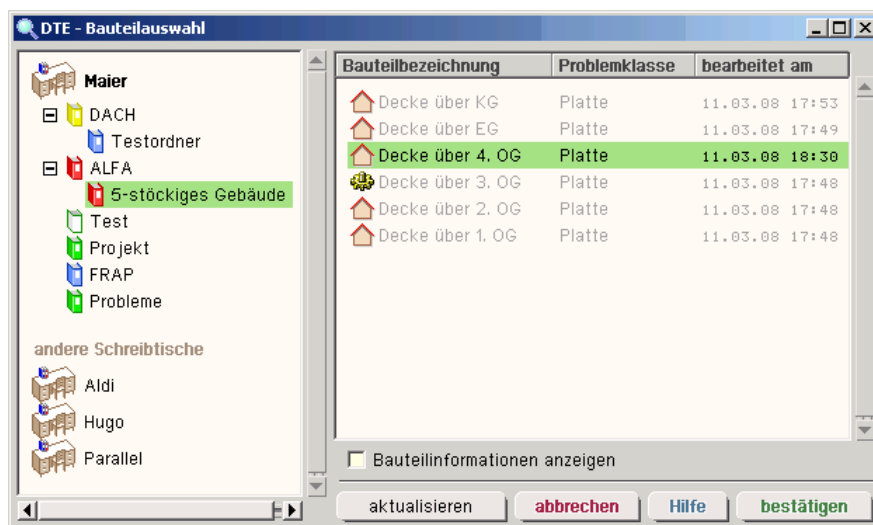 DTE - Bauteilauswahl
Maier
DACH
Testordner
ALFA
5-stöckiges Gebäude
Test
Projekt
FRAP
Probleme
andere Schreibtische
Aldi
Hugo
Parallel
Bauteilbezeichnung Problemklasse bearbeitet am
Decke über KG Platte 11.03.08 17:53
Decke über EG Platte 11.03.08 17:49
Decke über 4. OG Platte 11.03.08 18:30
Decke über 3. OG Platte 11.03.08 17:48
Decke über 2. OG Platte 11.03.08 17:48
Decke über 1. OG Platte 11.03.08 17:48
Bauteilinformationen anzeigen
aktualisieren abbrechen Hilfe bestätigen